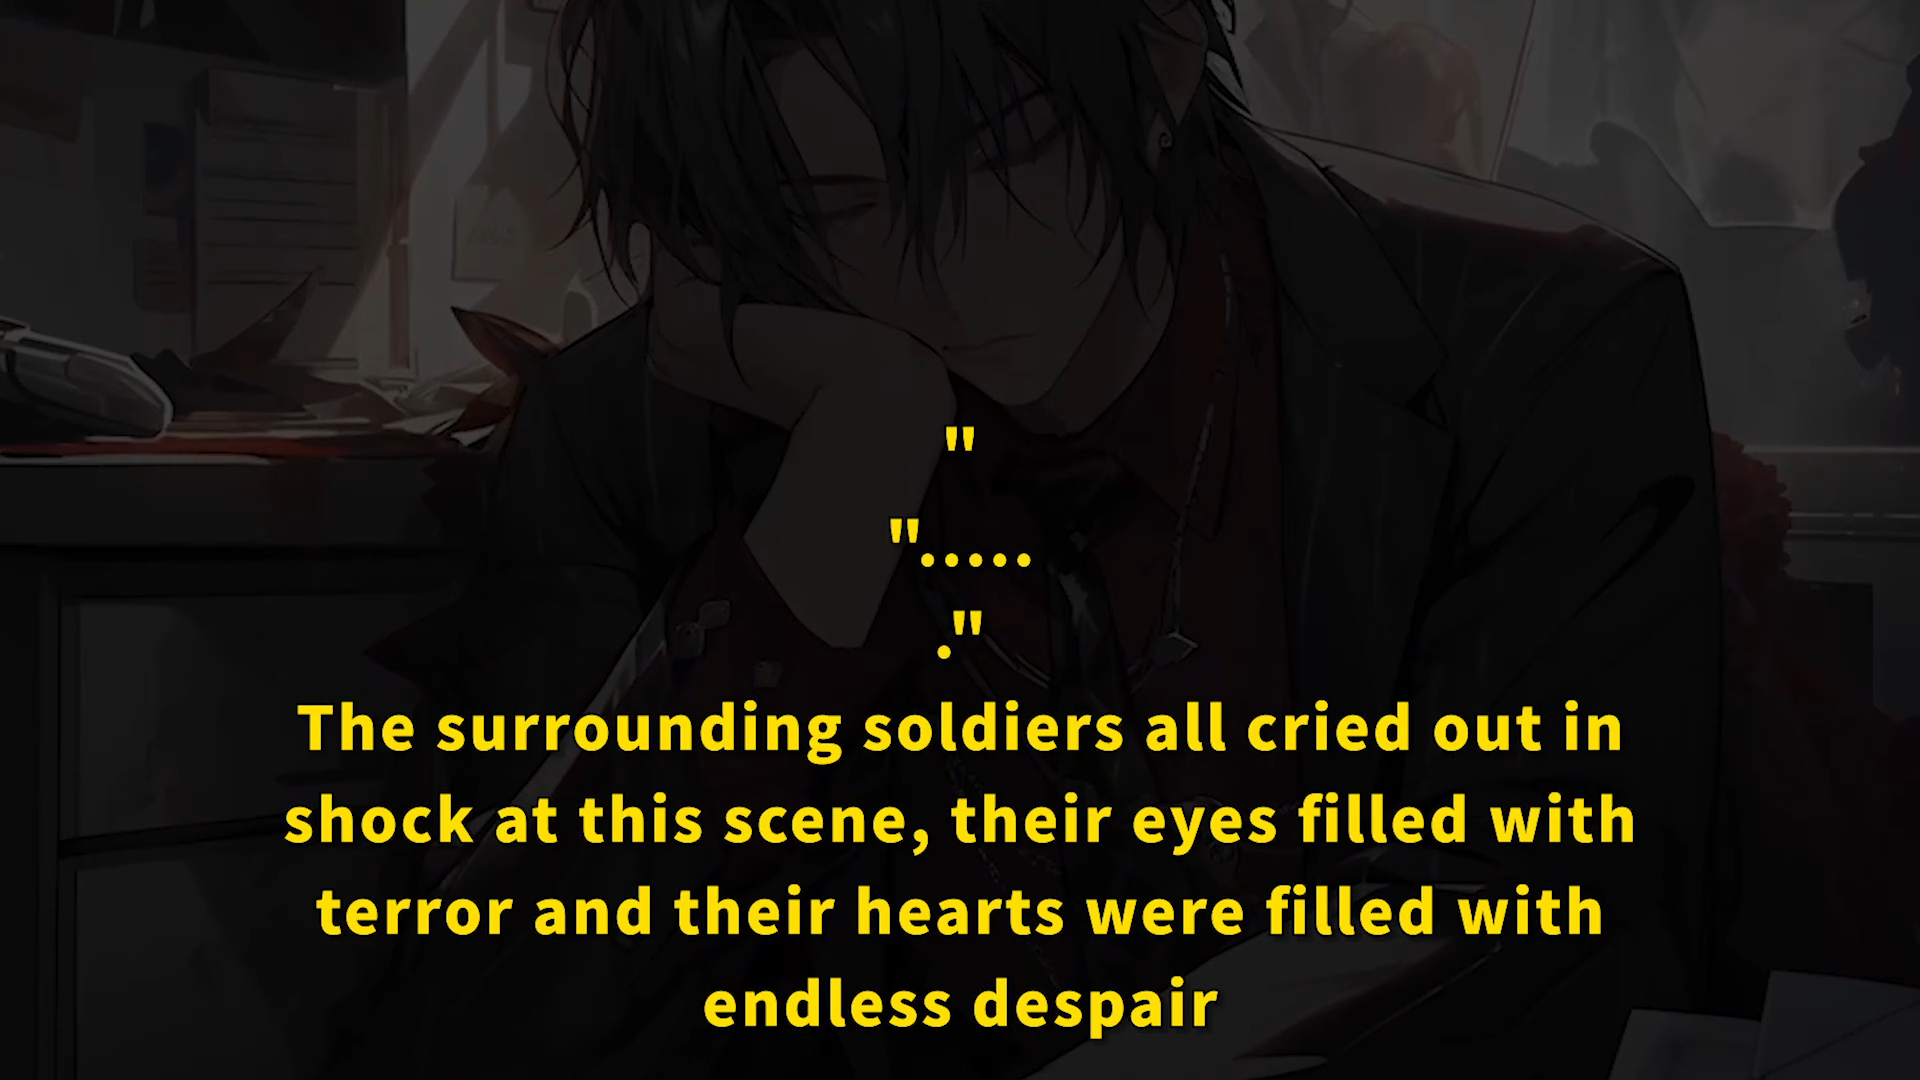 "
".....
."
The surrounding soldiers all cried out in
shock at this scene, their eyes filled with
terror and their hearts were filled with
endless despair